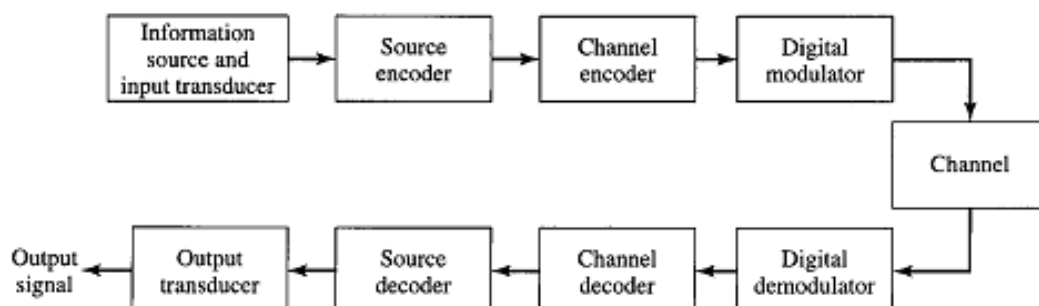 Information
source and
input transducer
Source
encoder
Channel
encoder
Digital
modulator
Channel
Output
signal
Output
transducer
Source
decoder
Channel
decoder
Digital
demodulator